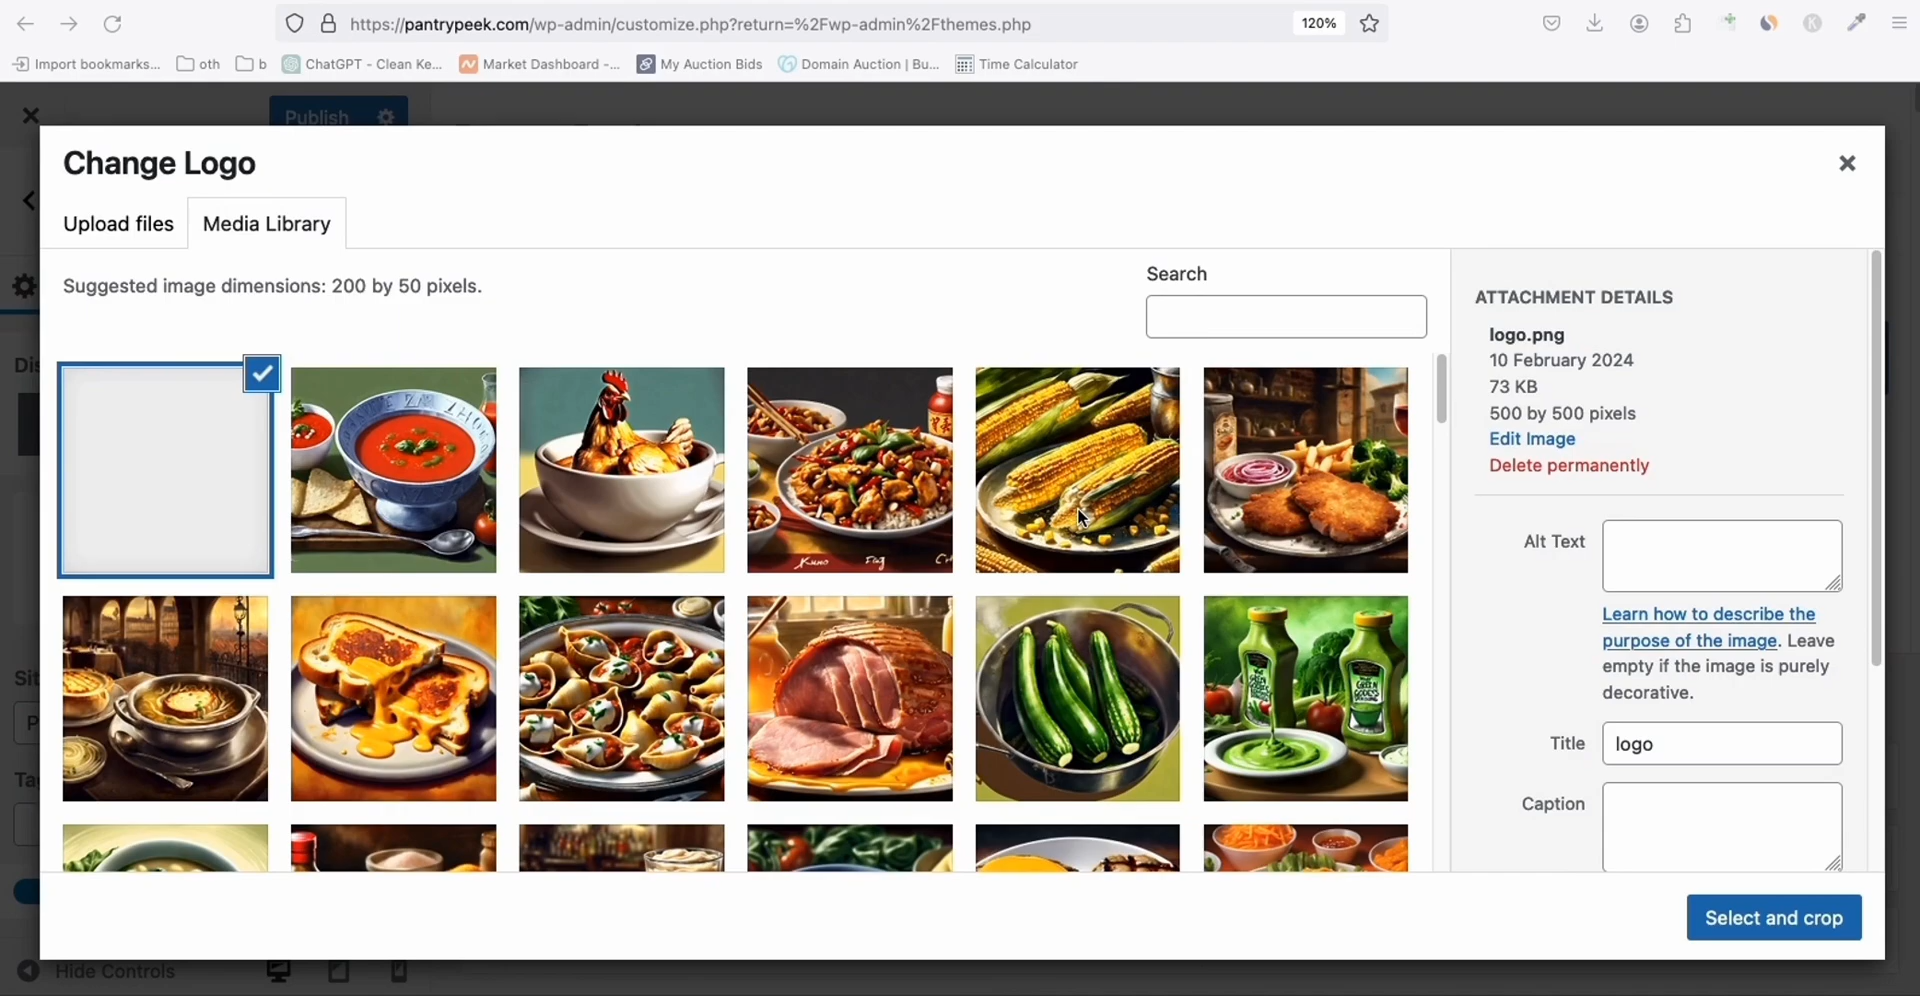 https://pantrypeek.com/wp-admin/customize.php?return=%2Fwp-admin%2Fthemes.php
120%
Import bookmarks...
oth
b
ChatGPT - Clean Ke...
Market Dashboard -...
My Auction Bids
Domain Auction | Bu...
Time Calculator
Publish
Change Logo
Upload files
Media Library
Suggested image dimensions: 200 by 50 pixels.
Search
ATTACHMENT DETAILS
logo.png
10 February 2024
73 KB
500 by 500 pixels
Edit Image
Delete permanently
Alt Text
Learn how to describe the
purpose of the image. Leave
empty if the image is purely
decorative.
Title
logo
Caption
Select and crop
Hide Controls